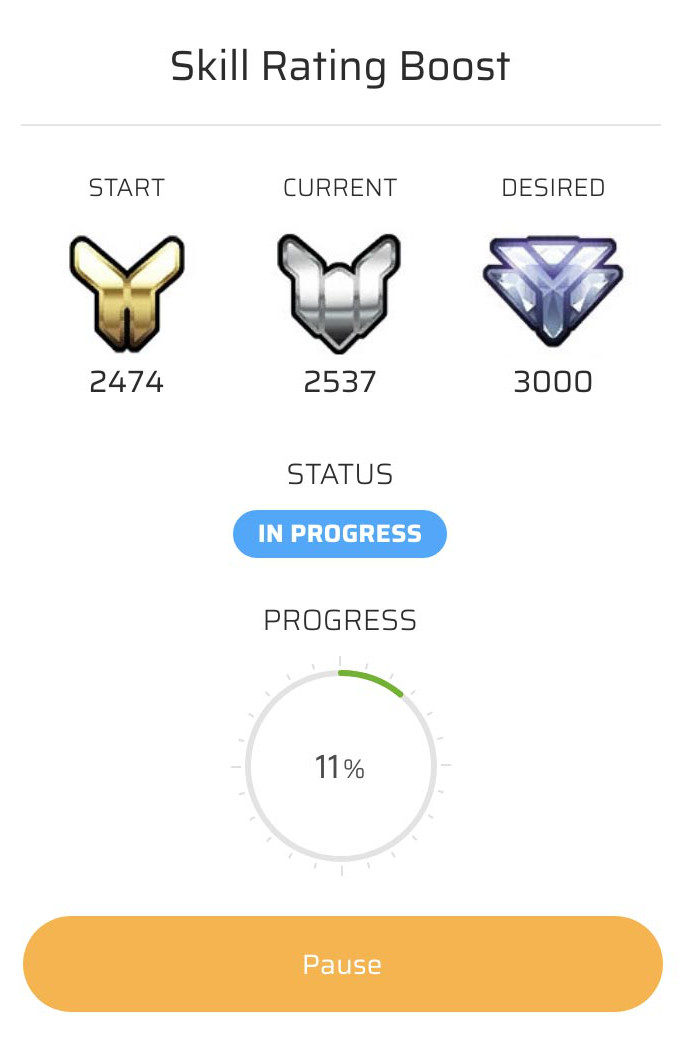 Skill Rating Boost
START CURRENT DESIRED
2474 2537 3000
STATUS
IN PROGRESS
PROGRESS
11%
Pause